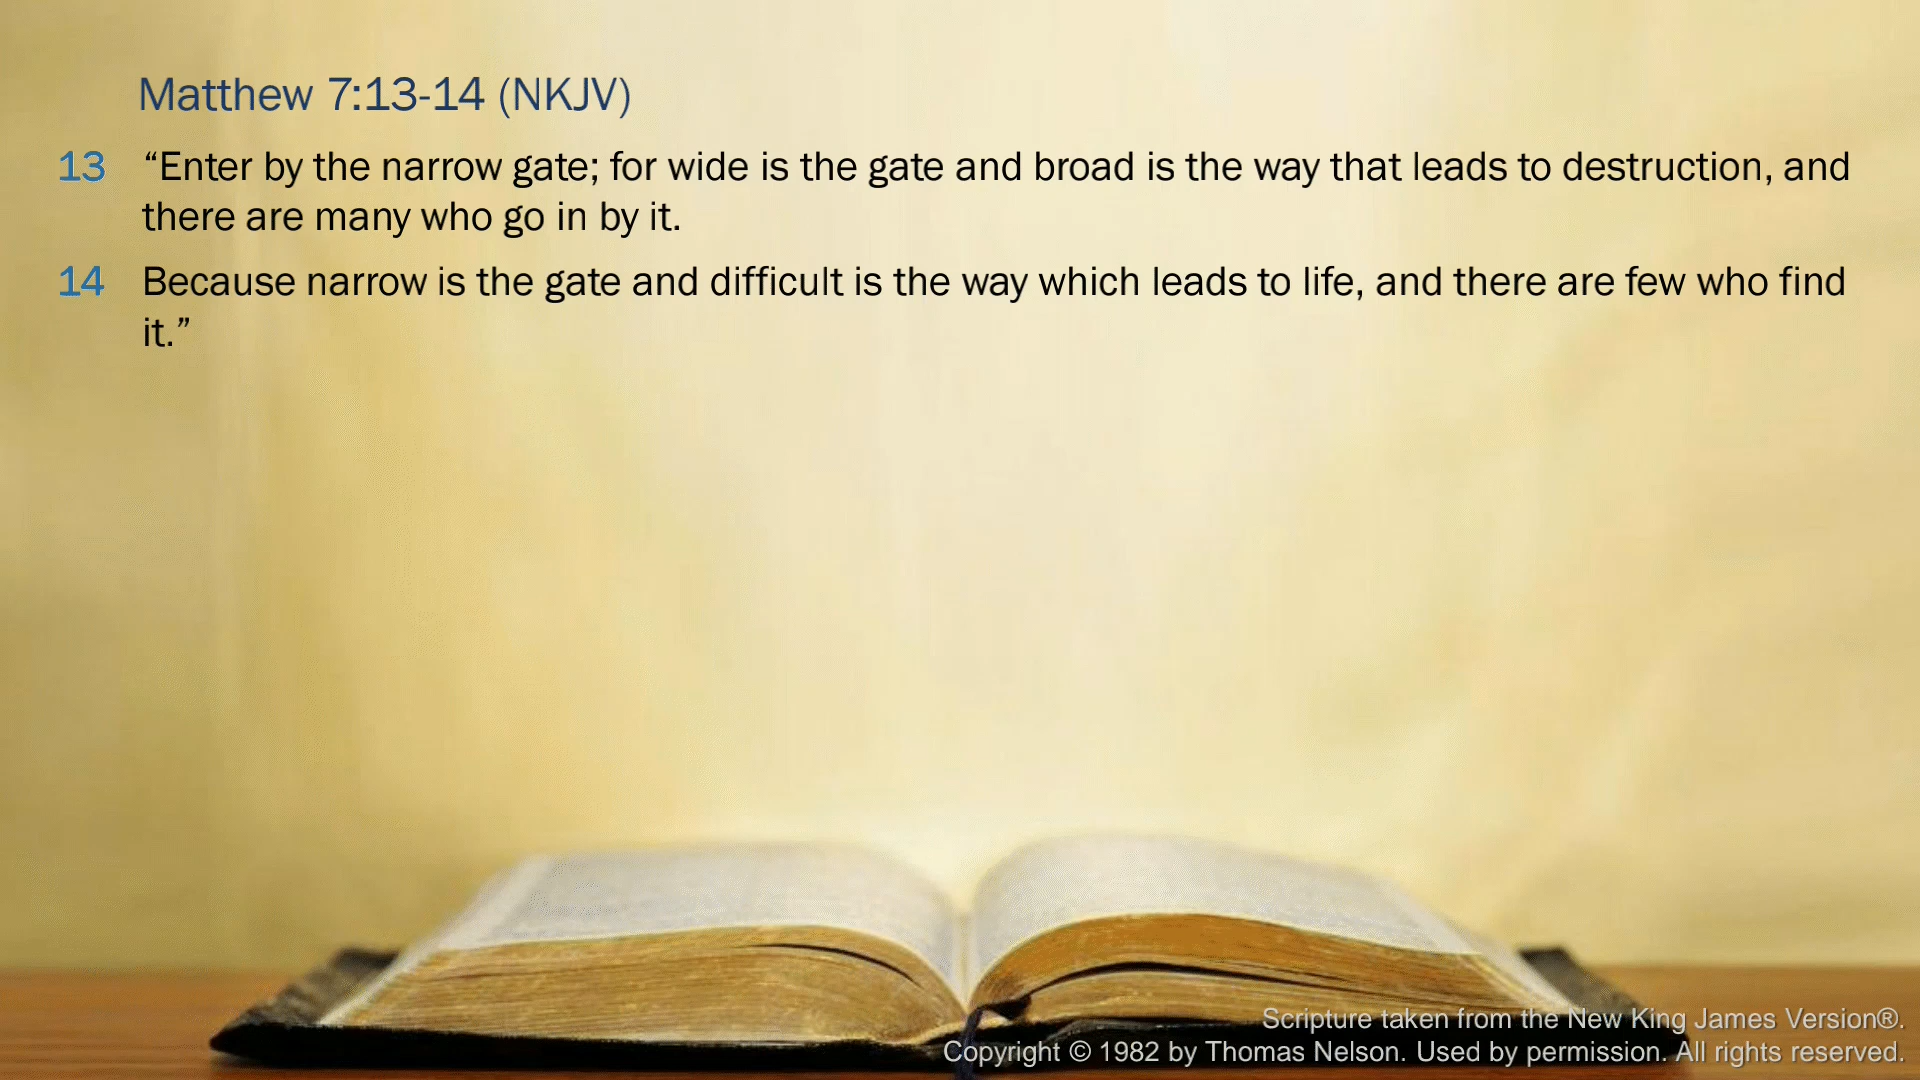 Matthew 7:13-14 (NKJV)
13 “Enter by the narrow gate; for wide is the gate and broad is the way that leads to destruction, and
there are many who go in by it.
14 Because narrow is the gate and difficult is the way which leads to life, and there are few who find
it.”
Scripture taken from the New King James Version®.
Copyright © 1982 by Thomas Nelson. Used by permission. All rights reserved.